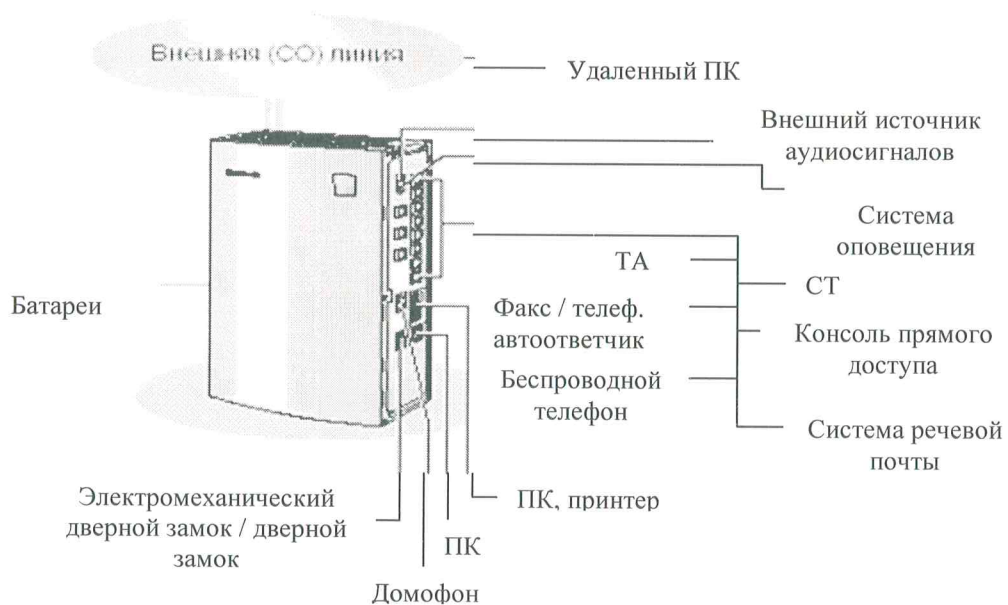 Внешняя (СО) линия
Удаленный ПК
Внешний источник
аудиосигналов
Система
оповещения
ТА
СТ
Батареи
Факс / телеф.
автоответчик
Консоль прямого
доступа
Беспроводной
телефон
Система речевой
почты
Электромеханический
дверной замок / дверной
замок
ПК, принтер
ПК
Домофон